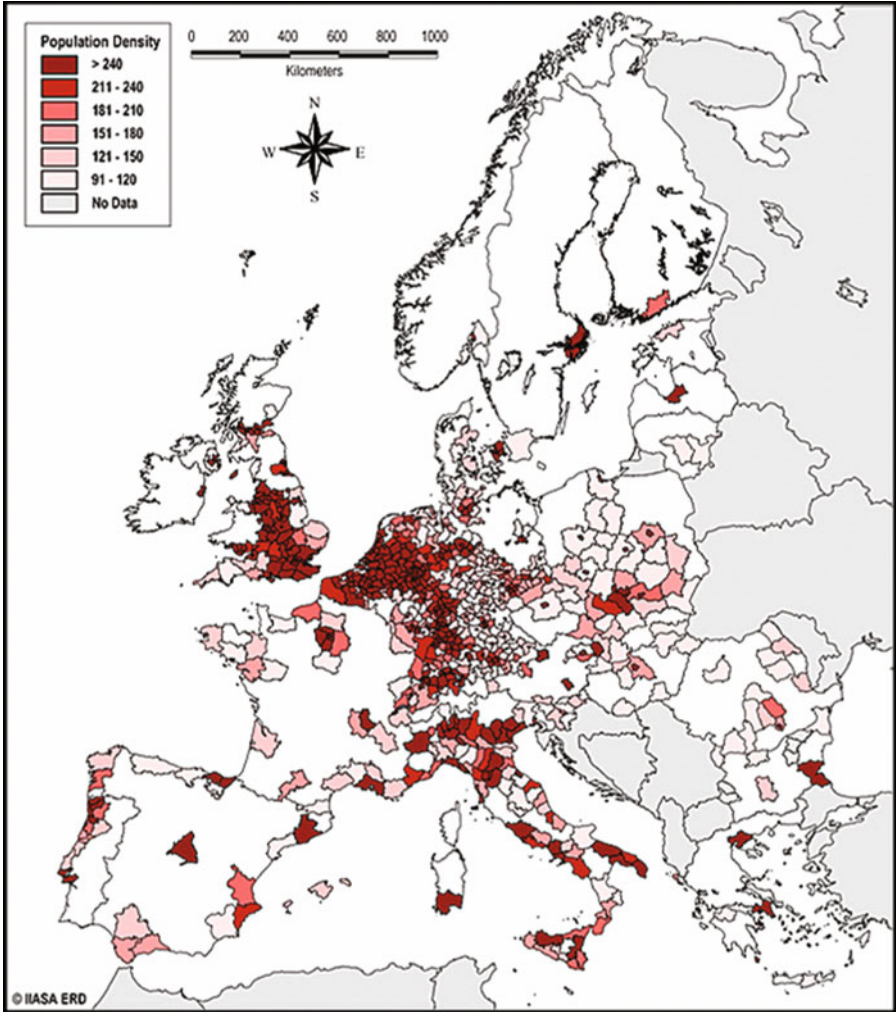 Population Density
> 240
211 - 240
181 - 210
151 - 180
121 - 150
91 - 120
No Data
0 200 400 600 800 1000
Kilometers
N
W E
S
© IIASA ERD